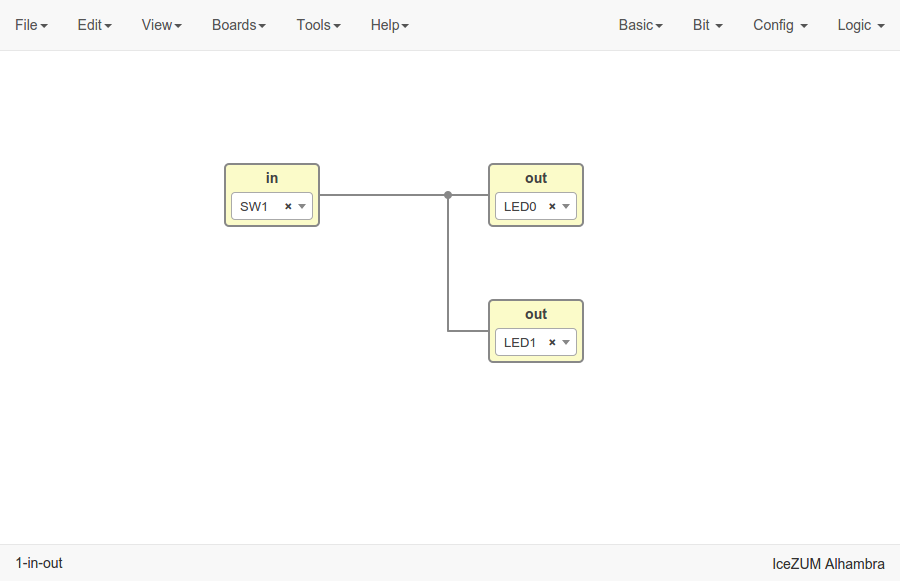 File Edit View Boards Tools Help Basic Bit Config Logic
in
SW1 ×
out
LED0 ×
out
LED1 ×
1-in-out
IceZUM Alhambra